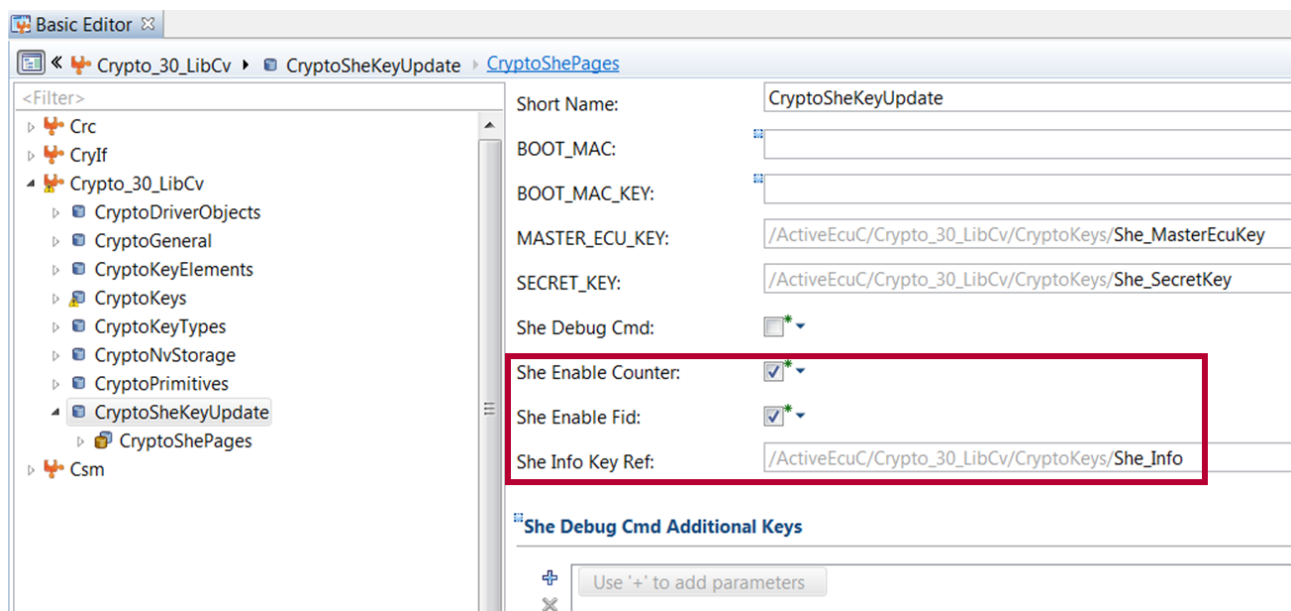 Basic Editor
« Crypto_30_LibCv CryptoSheKeyUpdate CryptoShePages
<Filter>
Crc
CryIf
Crypto_30_LibCv
CryptoDriverObjects
CryptoGeneral
CryptoKeyElements
CryptoKeys
CryptoKeyTypes
CryptoNvStorage
CryptoPrimitives
CryptoSheKeyUpdate
CryptoShePages
Csm
Short Name: CryptoSheKeyUpdate
BOOT_MAC:
BOOT_MAC_KEY:
MASTER_ECU_KEY: /ActiveEcuC/Crypto_30_LibCv/CryptoKeys/She_MasterEcuKey
SECRET_KEY: /ActiveEcuC/Crypto_30_LibCv/CryptoKeys/She_SecretKey
She Debug Cmd:
She Enable Counter:
She Enable Fid:
She Info Key Ref: /ActiveEcuC/Crypto_30_LibCv/CryptoKeys/She_Info
She Debug Cmd Additional Keys
Use '+' to add parameters